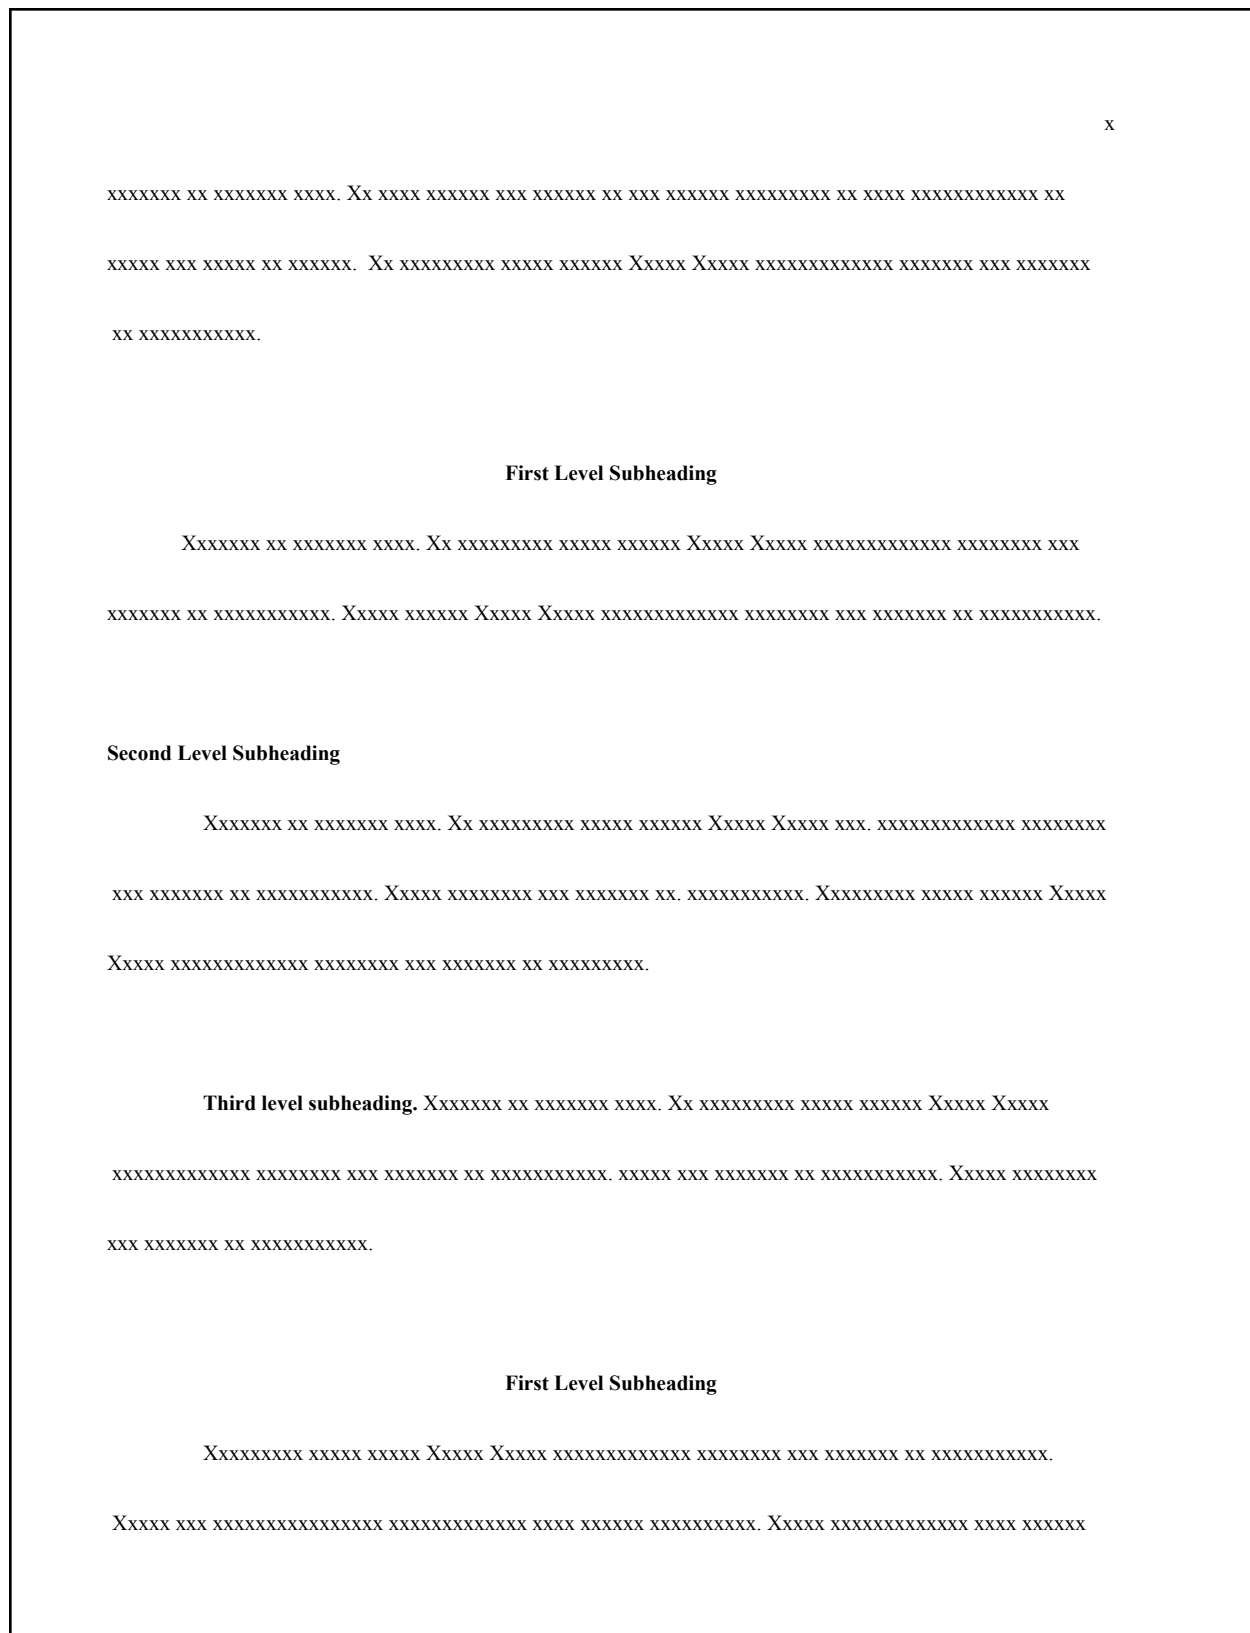 x
xxxxxxx xx xxxxxxx xxxx. Xx xxxx xxxxxx xxx xxxxxx xx xxx xxxxxx xxxxxxxxx xx xxxx xxxxxxxxxxxx xx
xxxxx xxx xxxxx xx xxxxxx.  Xx xxxxxxxxx xxxxx xxxxxx Xxxxx Xxxxx xxxxxxxxxxxxx xxxxxxx xxx xxxxxxx
xx xxxxxxxxxxx.
First Level Subheading
Xxxxxxx xx xxxxxxx xxxx. Xx xxxxxxxxx xxxxx xxxxxx Xxxxx Xxxxx xxxxxxxxxxxxx xxxxxxxx xxx
xxxxxxx xx xxxxxxxxxxx. Xxxxx xxxxxx Xxxxx Xxxxx xxxxxxxxxxxxx xxxxxxxx xxx xxxxxxx xx xxxxxxxxxxx.
Second Level Subheading
Xxxxxxx xx xxxxxxx xxxx. Xx xxxxxxxxx xxxxx xxxxxx Xxxxx Xxxxx xxx. xxxxxxxxxxxxx xxxxxxxx
xxx xxxxxxx xx xxxxxxxxxxx. Xxxxx xxxxxxxx xxx xxxxxxx xx. xxxxxxxxxxx. Xxxxxxxxx xxxxx xxxxxx Xxxxx
Xxxxx xxxxxxxxxxxxx xxxxxxxx xxx xxxxxxx xx xxxxxxxxx.
Third level subheading. Xxxxxxx xx xxxxxxx xxxx. Xx xxxxxxxxx xxxxx xxxxxx Xxxxx Xxxxx
xxxxxxxxxxxxx xxxxxxxx xxx xxxxxxx xx xxxxxxxxxxx. xxxxx xxx xxxxxxx xx xxxxxxxxxxx. Xxxxx xxxxxxxx
xxx xxxxxxx xx xxxxxxxxxxx.
First Level Subheading
Xxxxxxxxx xxxxx xxxxx Xxxxx Xxxxx xxxxxxxxxxxxx xxxxxxxx xxx xxxxxxx xx xxxxxxxxxxx.
Xxxxx xxx xxxxxxxxxxxxxxxx xxxxxxxxxxxxx xxxx xxxxxx xxxxxxxxxx. Xxxxx xxxxxxxxxxxxx xxxx xxxxxx